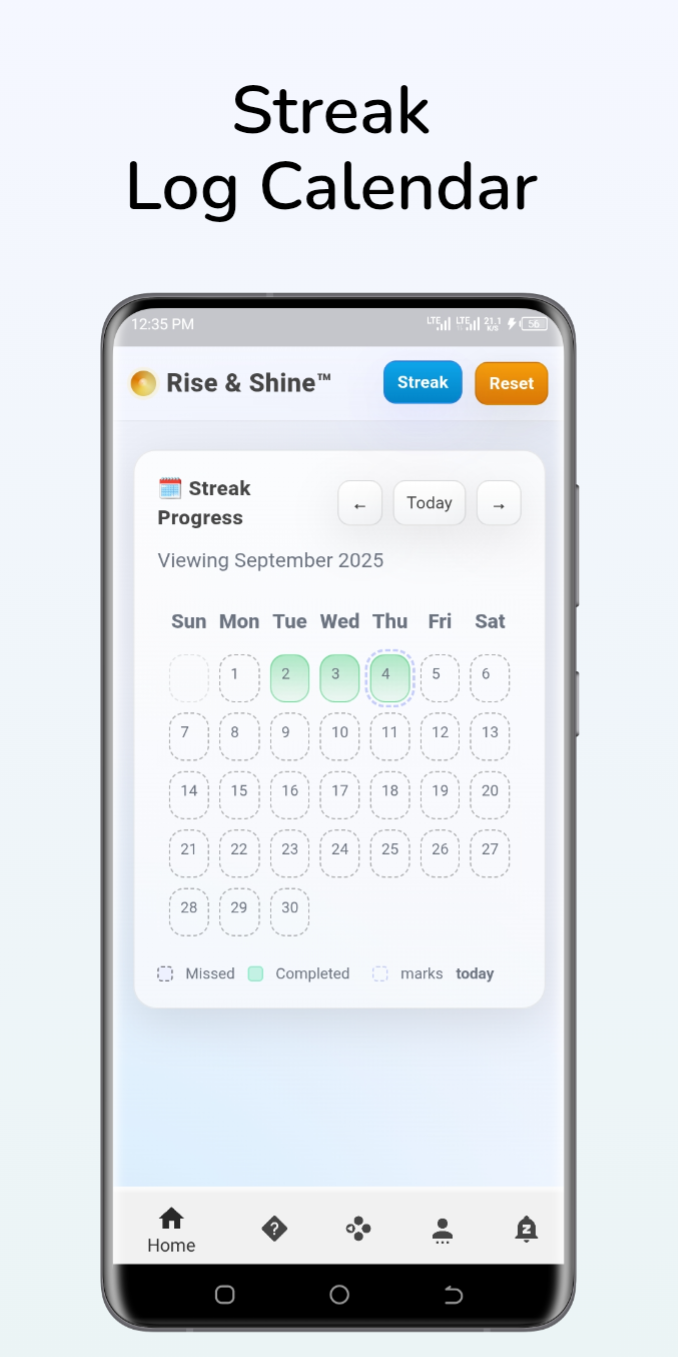 Streak
Log Calendar
12:35 PM
LTE LTE 21.1 K/S 56
Rise & Shine™
Streak
Reset
Streak
Progress
←
Today
→
Viewing September 2025
Sun Mon Tue Wed Thu Fri Sat
1 2 3 4 5 6
7 8 9 10 11 12 13
14 15 16 17 18 19 20
21 22 23 24 25 26 27
28 29 30
Missed Completed marks today
?
Z
Home